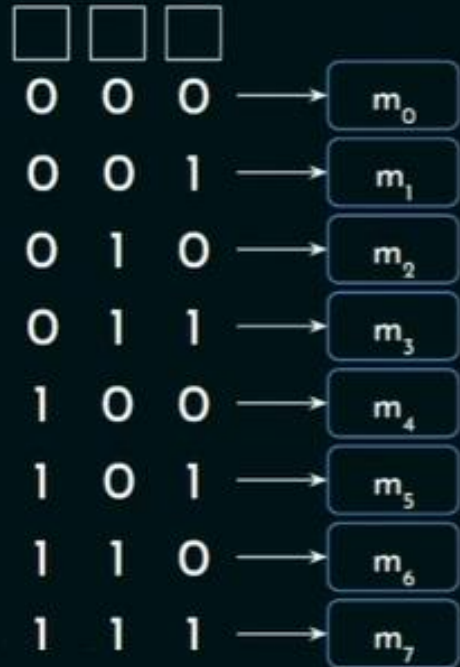 0 0 0 m₀
0 0 1 m₁
0 1 0 m₂
0 1 1 m₃
1 0 0 m₄
1 0 1 m₅
1 1 0 m₆
1 1 1 m₇